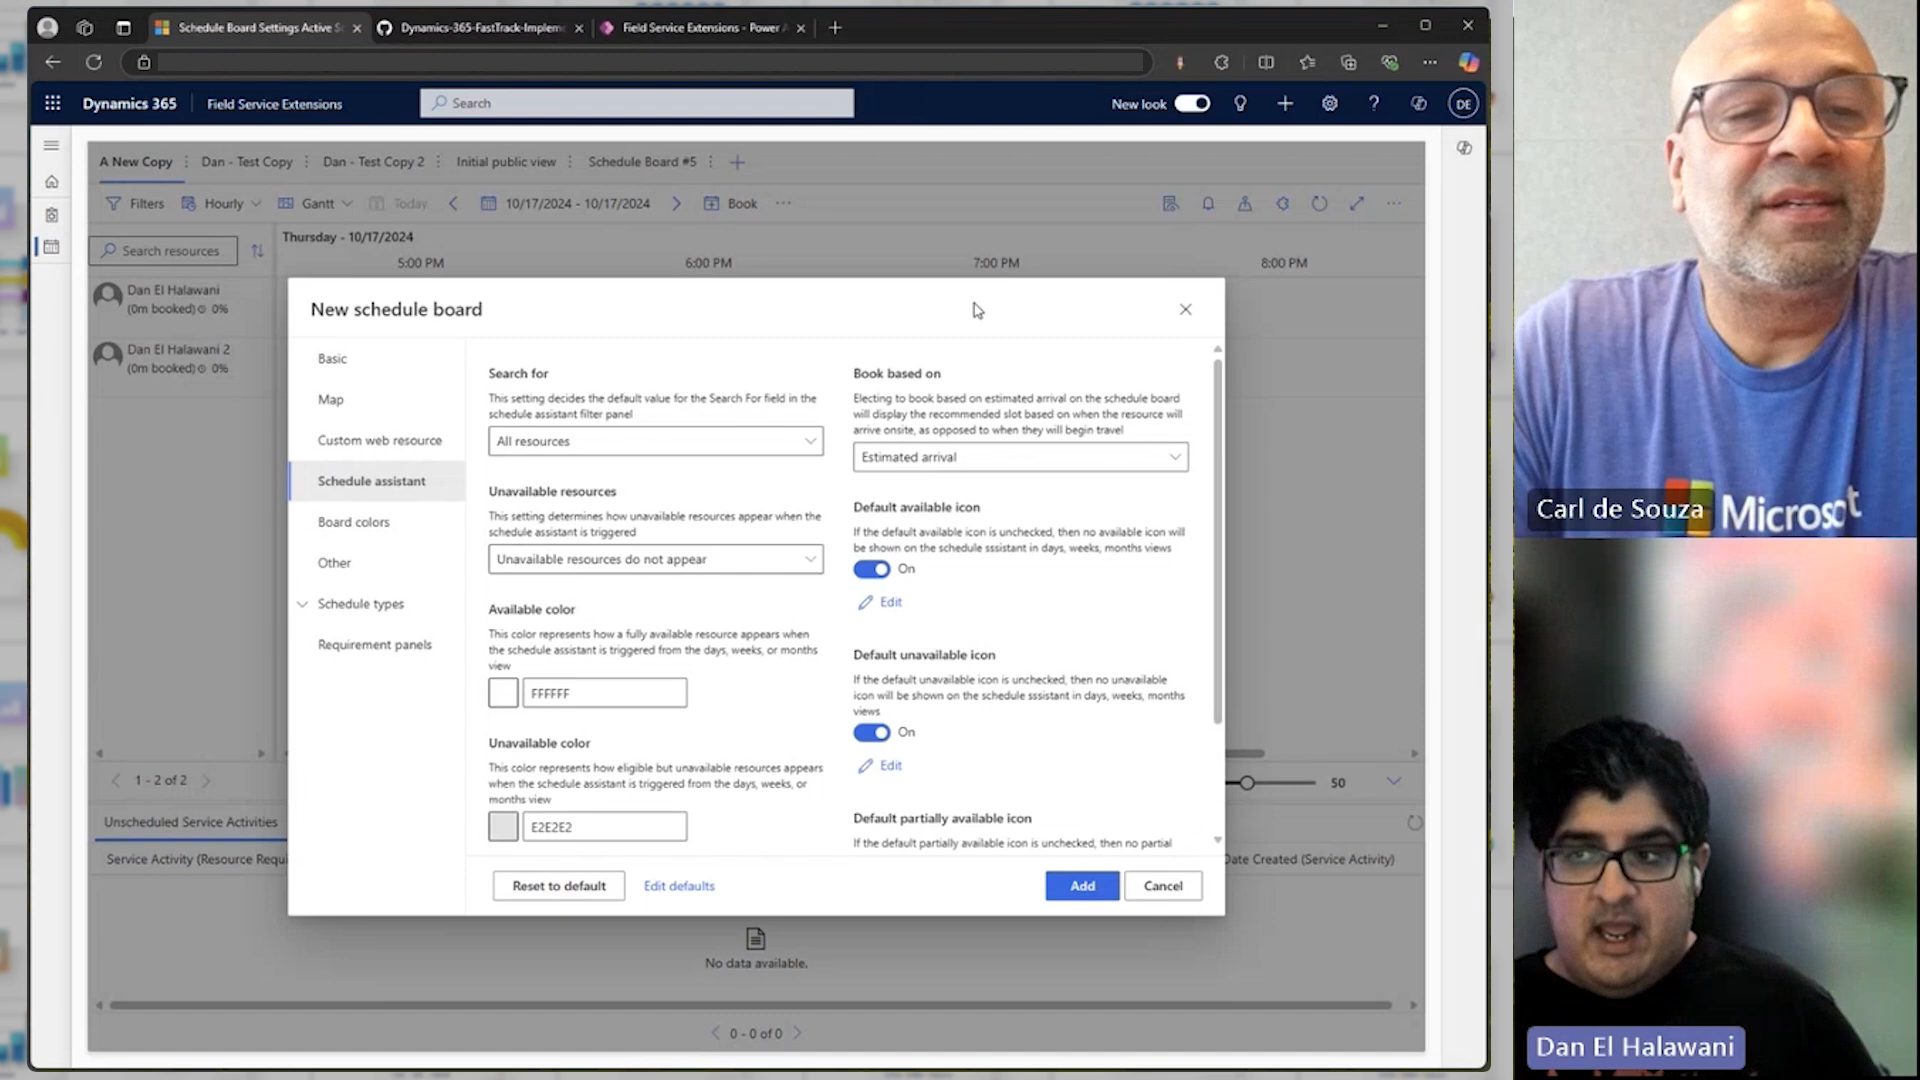 Schedule Board Settings Active S
Dynamics-365-FastTrack-Implem
Field Service Extensions - Power A
Dynamics 365
Field Service Extensions
Search
New look
DE
A New Copy
Dan - Test Copy
Dan - Test Copy 2
Initial public view
Schedule Board #5
Filters
Hourly
Gantt
Today
10/17/2024 - 10/17/2024
Book
Search resources
Thursday - 10/17/2024
5:00 PM
6:00 PM
7:00 PM
8:00 PM
Dan El Halawani
(0m booked) 0%
Dan El Halawani 2
(0m booked) 0%
New schedule board
Basic
Map
Custom web resource
Schedule assistant
Board colors
Other
Schedule types
Requirement panels
Search for
This setting decides the default value for the Search For field in the
schedule assistant filter panel
All resources
Unavailable resources
This setting determines how unavailable resources appear when the
schedule assistant is triggered
Unavailable resources do not appear
Available color
This color represents how a fully available resource appears when
the schedule assistant is triggered from the days, weeks, or months
view
FFFFFF
Unavailable color
This color represents how eligible but unavailable resources appears
when the schedule assistant is triggered from the days, weeks, or
months view
E2E2E2
Book based on
Electing to book based on estimated arrival on the schedule board
will display the recommended slot based on when the resource will
arrive onsite, as opposed to when they will begin travel
Estimated arrival
Default available icon
If the default available icon is unchecked, then no available icon will
be shown on the schedule sssistant in days, weeks, months views
On
Edit
Default unavailable icon
If the default unavailable icon is unchecked, then no unavailable
icon will be shown on the schedule sssistant in days, weeks, months
views
On
Edit
Default partially available icon
If the default partially available icon is unchecked, then no partial
Reset to default
Edit defaults
Add
Cancel
1 - 2 of 2
50
Unscheduled Service Activities
Service Activity (Resource Requi
Date Created (Service Activity)
No data available.
0 - 0 of 0
Carl de Souza
Microsoft
Dan El Halawani